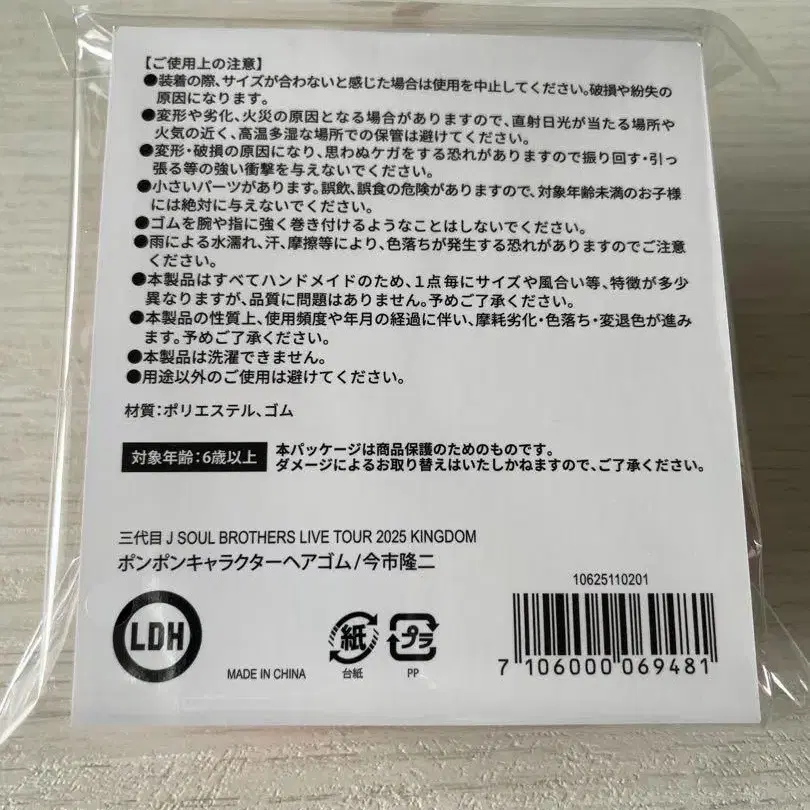 【ご使用上の注意】
●装着の際、サイズが合わないと感じた場合は使用を中止してください。破損や紛失の
原因になります。
●変形や劣化、火災の原因となる場合がありますので、直射日光が当たる場所や
火気の近く、高温多湿な場所での保管は避けてください。
●変形・破損の原因になり、思わぬケガをする恐れがありますので振り回す・引っ
張る等の強い衝撃を与えないでください。
●小さいパーツがあります。誤飲、誤食の危険がありますので、対象年齢未満のお子様
には絶対に与えないでください。
●ゴムを腕や指に強く巻き付けるようなことはしないでください。
●雨による水濡れ、汗、摩擦等により、色落ちが発生する恐れがありますのでご注意
ください。
●本製品はすべてハンドメイドのため、1点毎にサイズや風合い等、特徴が多少
異なりますが、品質に問題はありません。予めご了承ください。
●本製品の性質上、使用頻度や年月の経過に伴い、摩耗劣化・色落ち・変退色が進み
ます。予めご了承ください。
●本製品は洗濯できません。
●用途以外のご使用は避けてください。
材質:ポリエステル、ゴム
対象年齢:6歳以上
本パッケージは商品保護のためのものです。
ダメージによるお取り替えはいたしかねますので、ご了承ください。
三代目 J SOUL BROTHERS LIVE TOUR 2025 KINGDOM
ポンポンキャラクターヘアゴム/今市隆二
LDH
MADE IN CHINA
紙
台紙
プラ
PP
10625110201
7 106000 069481